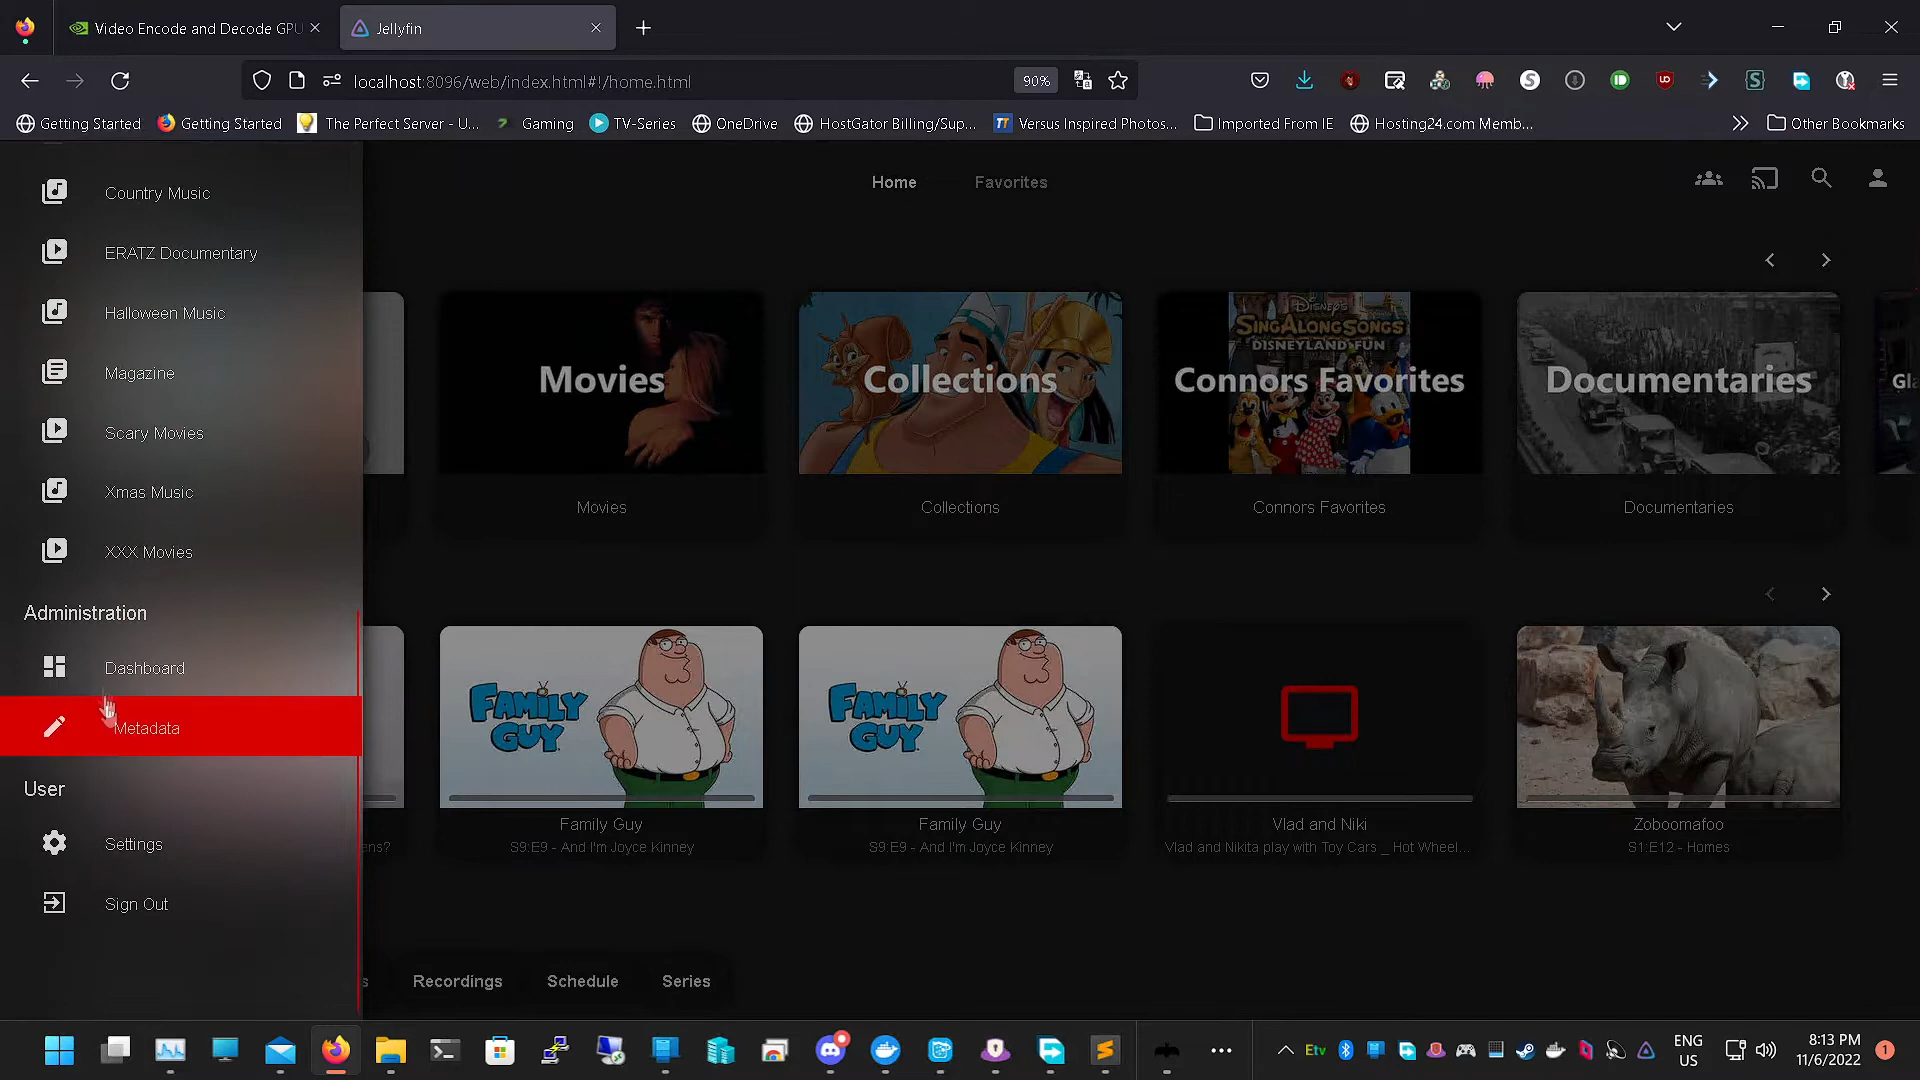 Video Encode and Decode GPU
Jellyfin
localhost:8096/web/index.html#!/home.html
90%
Getting Started
Getting Started
The Perfect Server - U...
Gaming
TV-Series
OneDrive
HostGator Billing/Sup...
Versus Inspired Photos...
Imported From IE
Hosting24.com Memb...
Other Bookmarks
Home
Favorites
Country Music
ERATZ Documentary
Halloween Music
Magazine
Scary Movies
Xmas Music
XXX Movies
Administration
Dashboard
Metadata
User
Settings
Sign Out
Movies
Collections
Disney's
SING ALONG SONGS
DISNEYLAND FUN
Connors Favorites
Documentaries
Movies
Collections
Connors Favorites
Documentaries
FAMILY
GUY
FAMILY
GUY
ens?
Family Guy
S9:E9 - And I'm Joyce Kinney
Family Guy
S9:E9 - And I'm Joyce Kinney
Vlad and Niki
Vlad and Nikita play with Toy Cars _ Hot Wheel...
Zoboomafoo
S1:E12 - Homes
s
Recordings
Schedule
Series
Etv
ENG
US
8:13 PM
11/6/2022
1